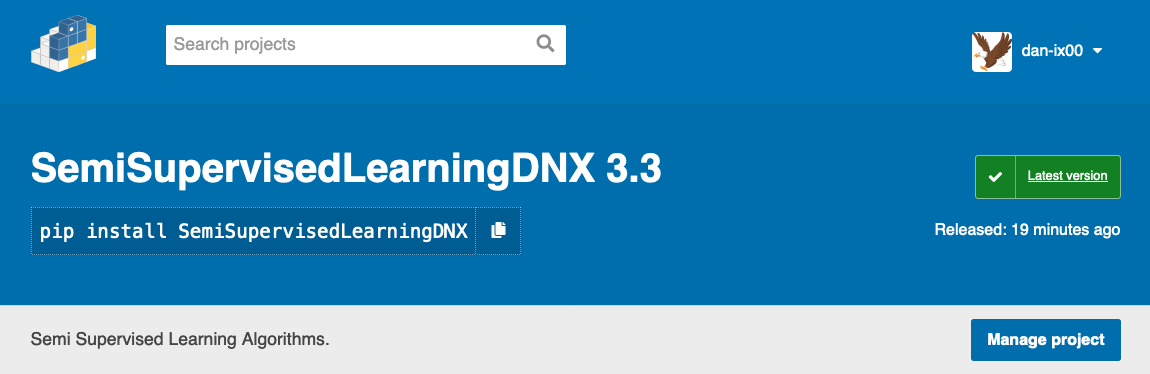 Search projects
dan-ix00
SemiSupervisedLearningDNX 3.3
Latest version
pip install SemiSupervisedLearningDNX
Released: 19 minutes ago
Semi Supervised Learning Algorithms.
Manage project